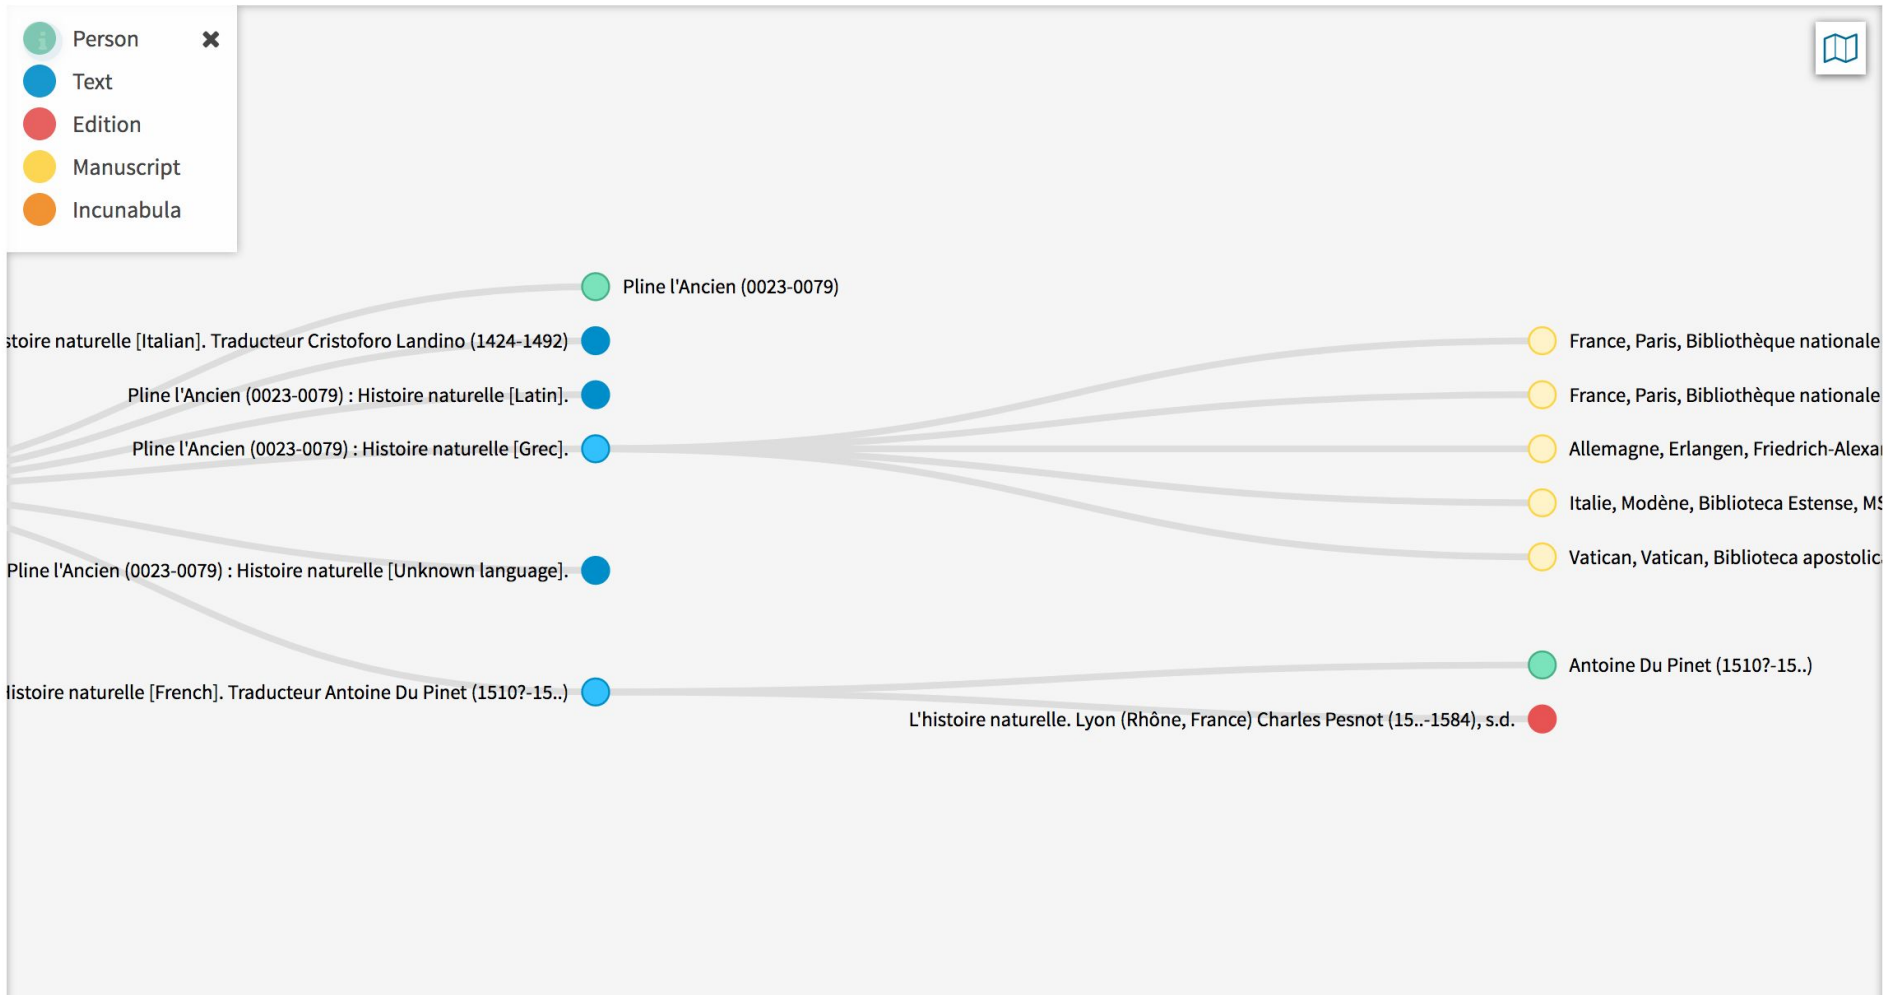 Person
Text
Edition
Manuscript
Incunabula
Pline l'Ancien (0023-0079)
stoire naturelle [Italian]. Traducteur Cristoforo Landino (1424-1492)
France, Paris, Bibliothèque nationale
Pline l'Ancien (0023-0079) : Histoire naturelle [Latin].
France, Paris, Bibliothèque nationale
Pline l'Ancien (0023-0079) : Histoire naturelle [Grec].
Allemagne, Erlangen, Friedrich-Alexa
Italie, Modène, Biblioteca Estense, MS
Vatican, Vatican, Biblioteca apostolic
Pline l'Ancien (0023-0079) : Histoire naturelle [Unknown language].
Antoine Du Pinet (1510?-15..)
Histoire naturelle [French]. Traducteur Antoine Du Pinet (1510?-15..)
L'histoire naturelle. Lyon (Rhône, France) Charles Pesnot (15..-1584), s.d.